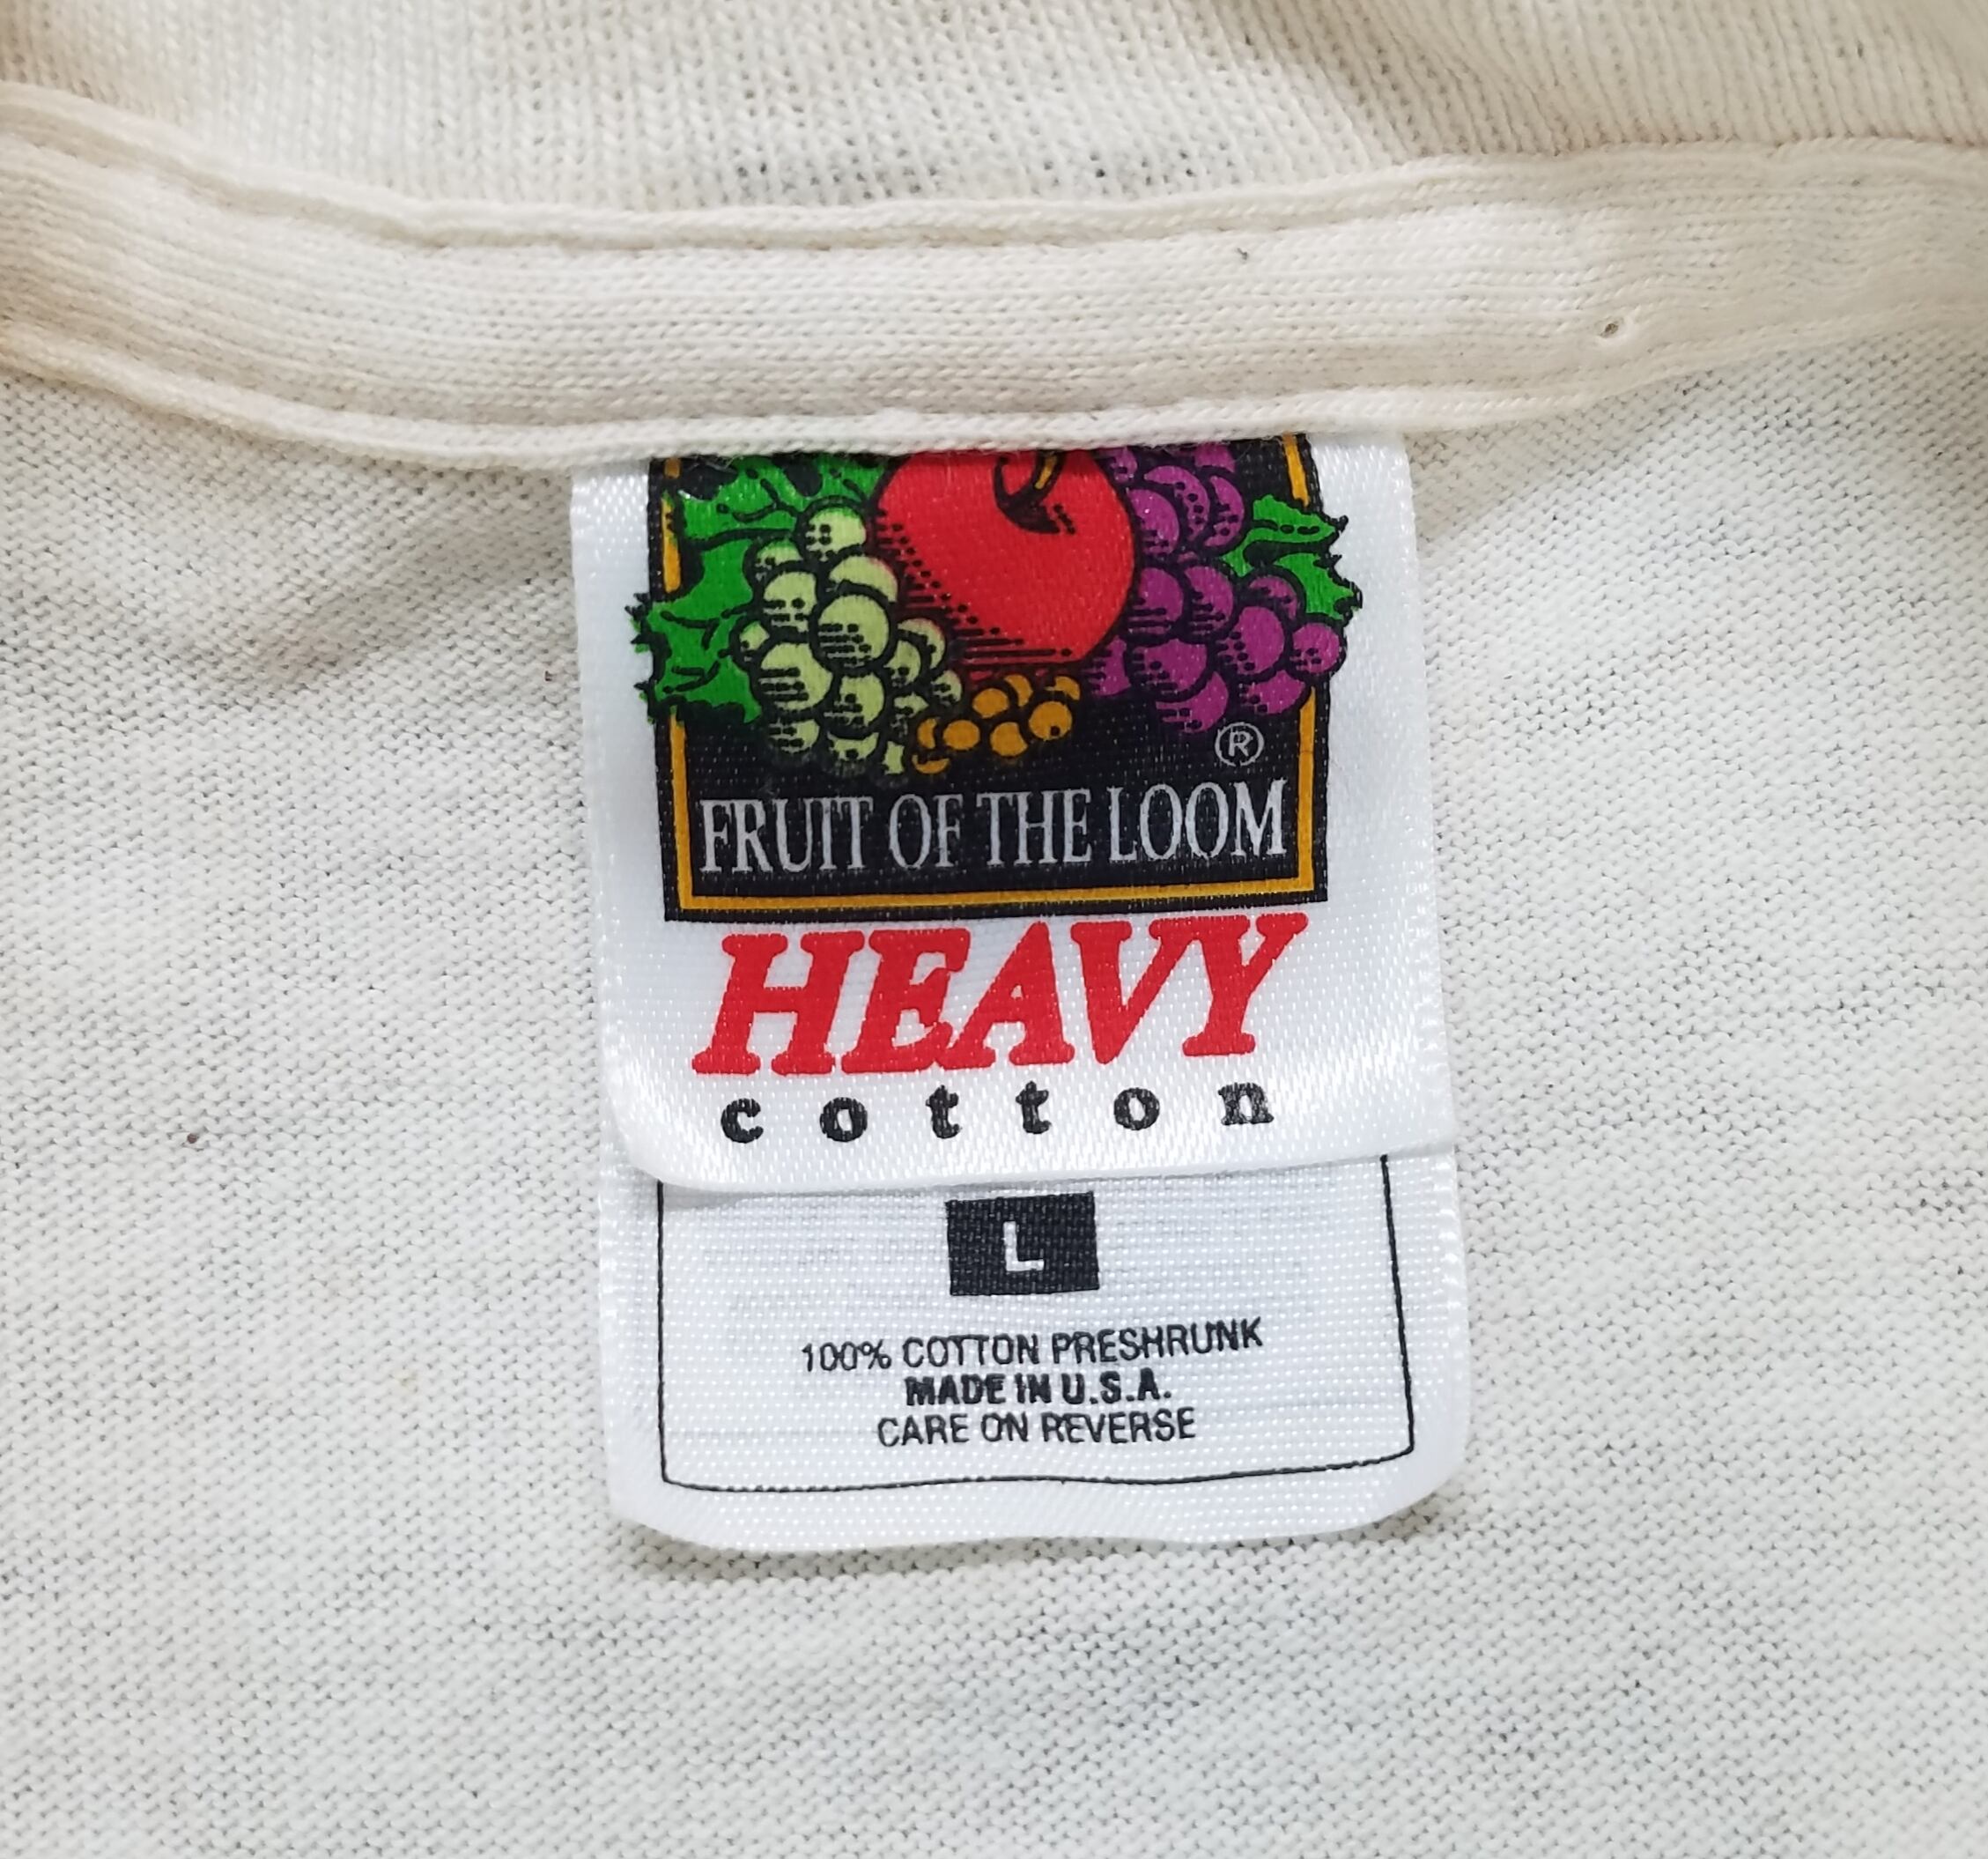 ®
FRUIT OF THE LOOM
HEAVY
cotton
L
100% COTTON PRESHRUNK
MADE IN U.S.A.
CARE ON REVERSE